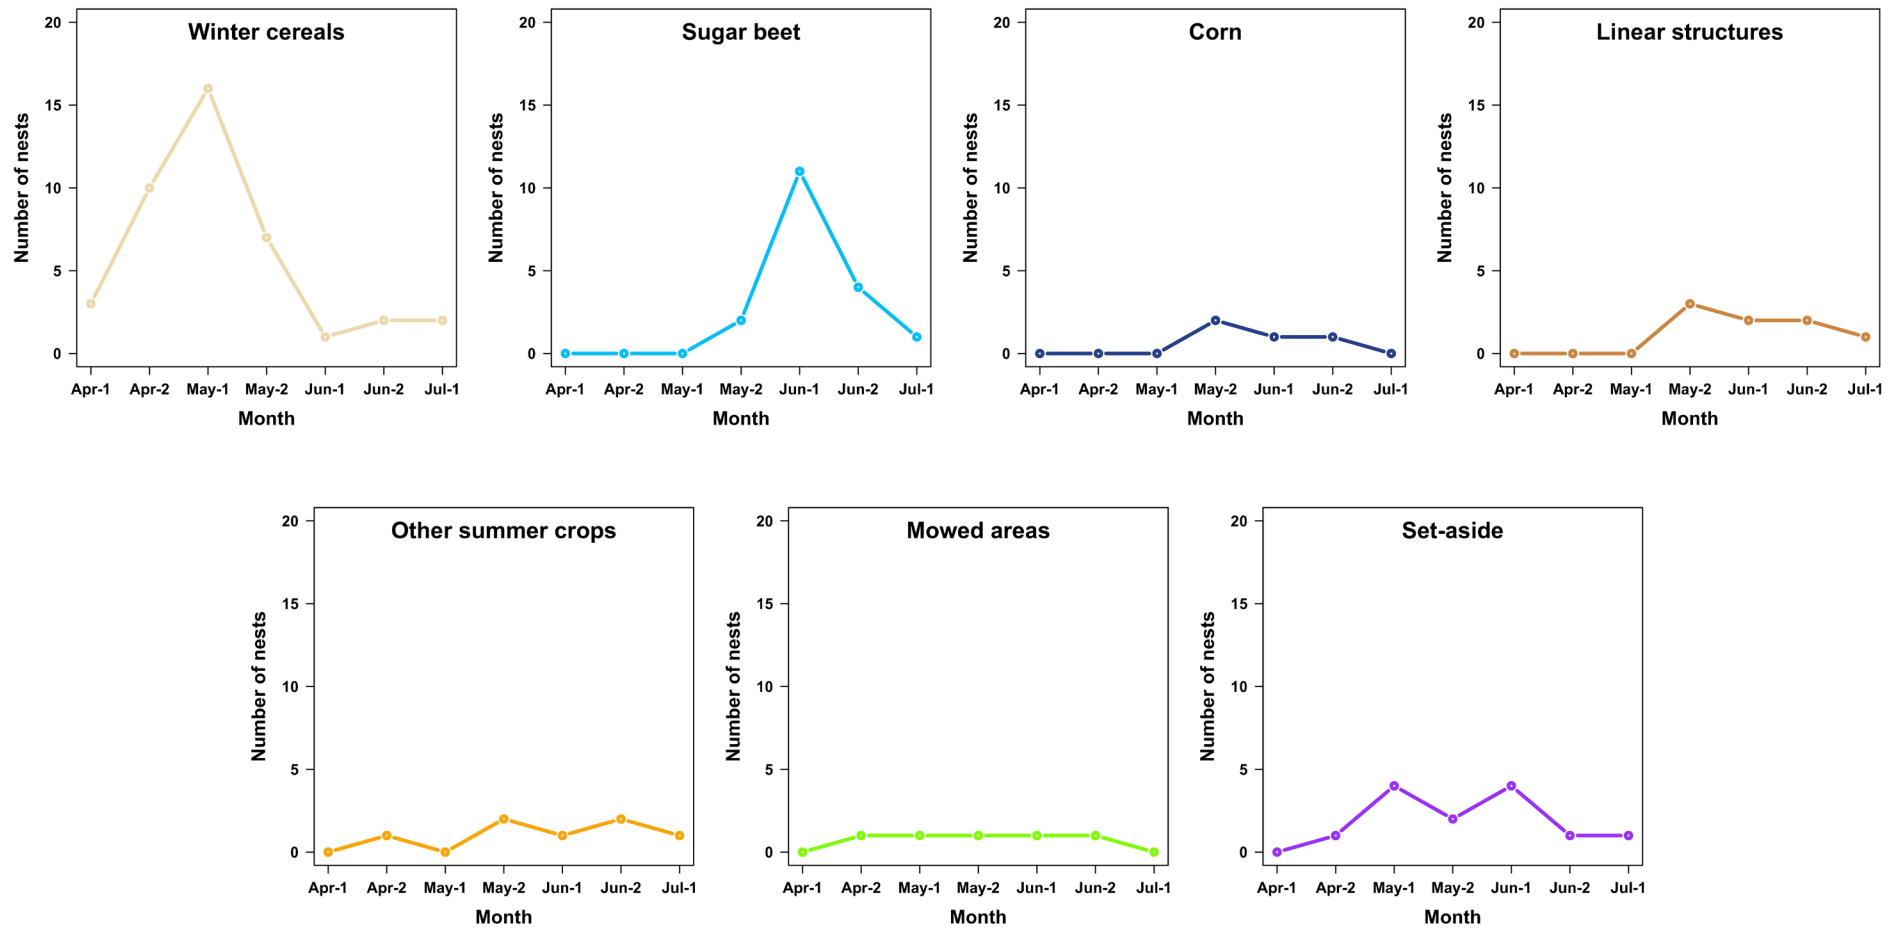 Winter cereals
Number of nests
20
15
10
5
0
Apr-1 Apr-2 May-1 May-2 Jun-1 Jun-2 Jul-1
Month
Sugar beet
Number of nests
20
15
10
5
0
Apr-1 Apr-2 May-1 May-2 Jun-1 Jun-2 Jul-1
Month
Corn
Number of nests
20
15
10
5
0
Apr-1 Apr-2 May-1 May-2 Jun-1 Jun-2 Jul-1
Month
Linear structures
Number of nests
20
15
10
5
0
Apr-1 Apr-2 May-1 May-2 Jun-1 Jun-2 Jul-1
Month
Other summer crops
Number of nests
20
15
10
5
0
Apr-1 Apr-2 May-1 May-2 Jun-1 Jun-2 Jul-1
Month
Mowed areas
Number of nests
20
15
10
5
0
Apr-1 Apr-2 May-1 May-2 Jun-1 Jun-2 Jul-1
Month
Set-aside
Number of nests
20
15
10
5
0
Apr-1 Apr-2 May-1 May-2 Jun-1 Jun-2 Jul-1
Month